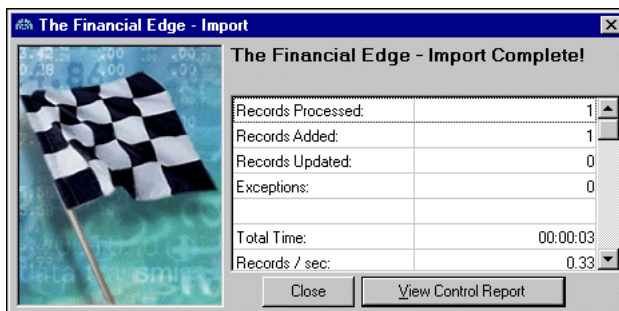 The Financial Edge - Import
The Financial Edge - Import Complete!
Records Processed: 1
Records Added: 1
Records Updated: 0
Exceptions: 0
Total Time: 00:00:03
Records / sec: 0.33
Close
View Control Report